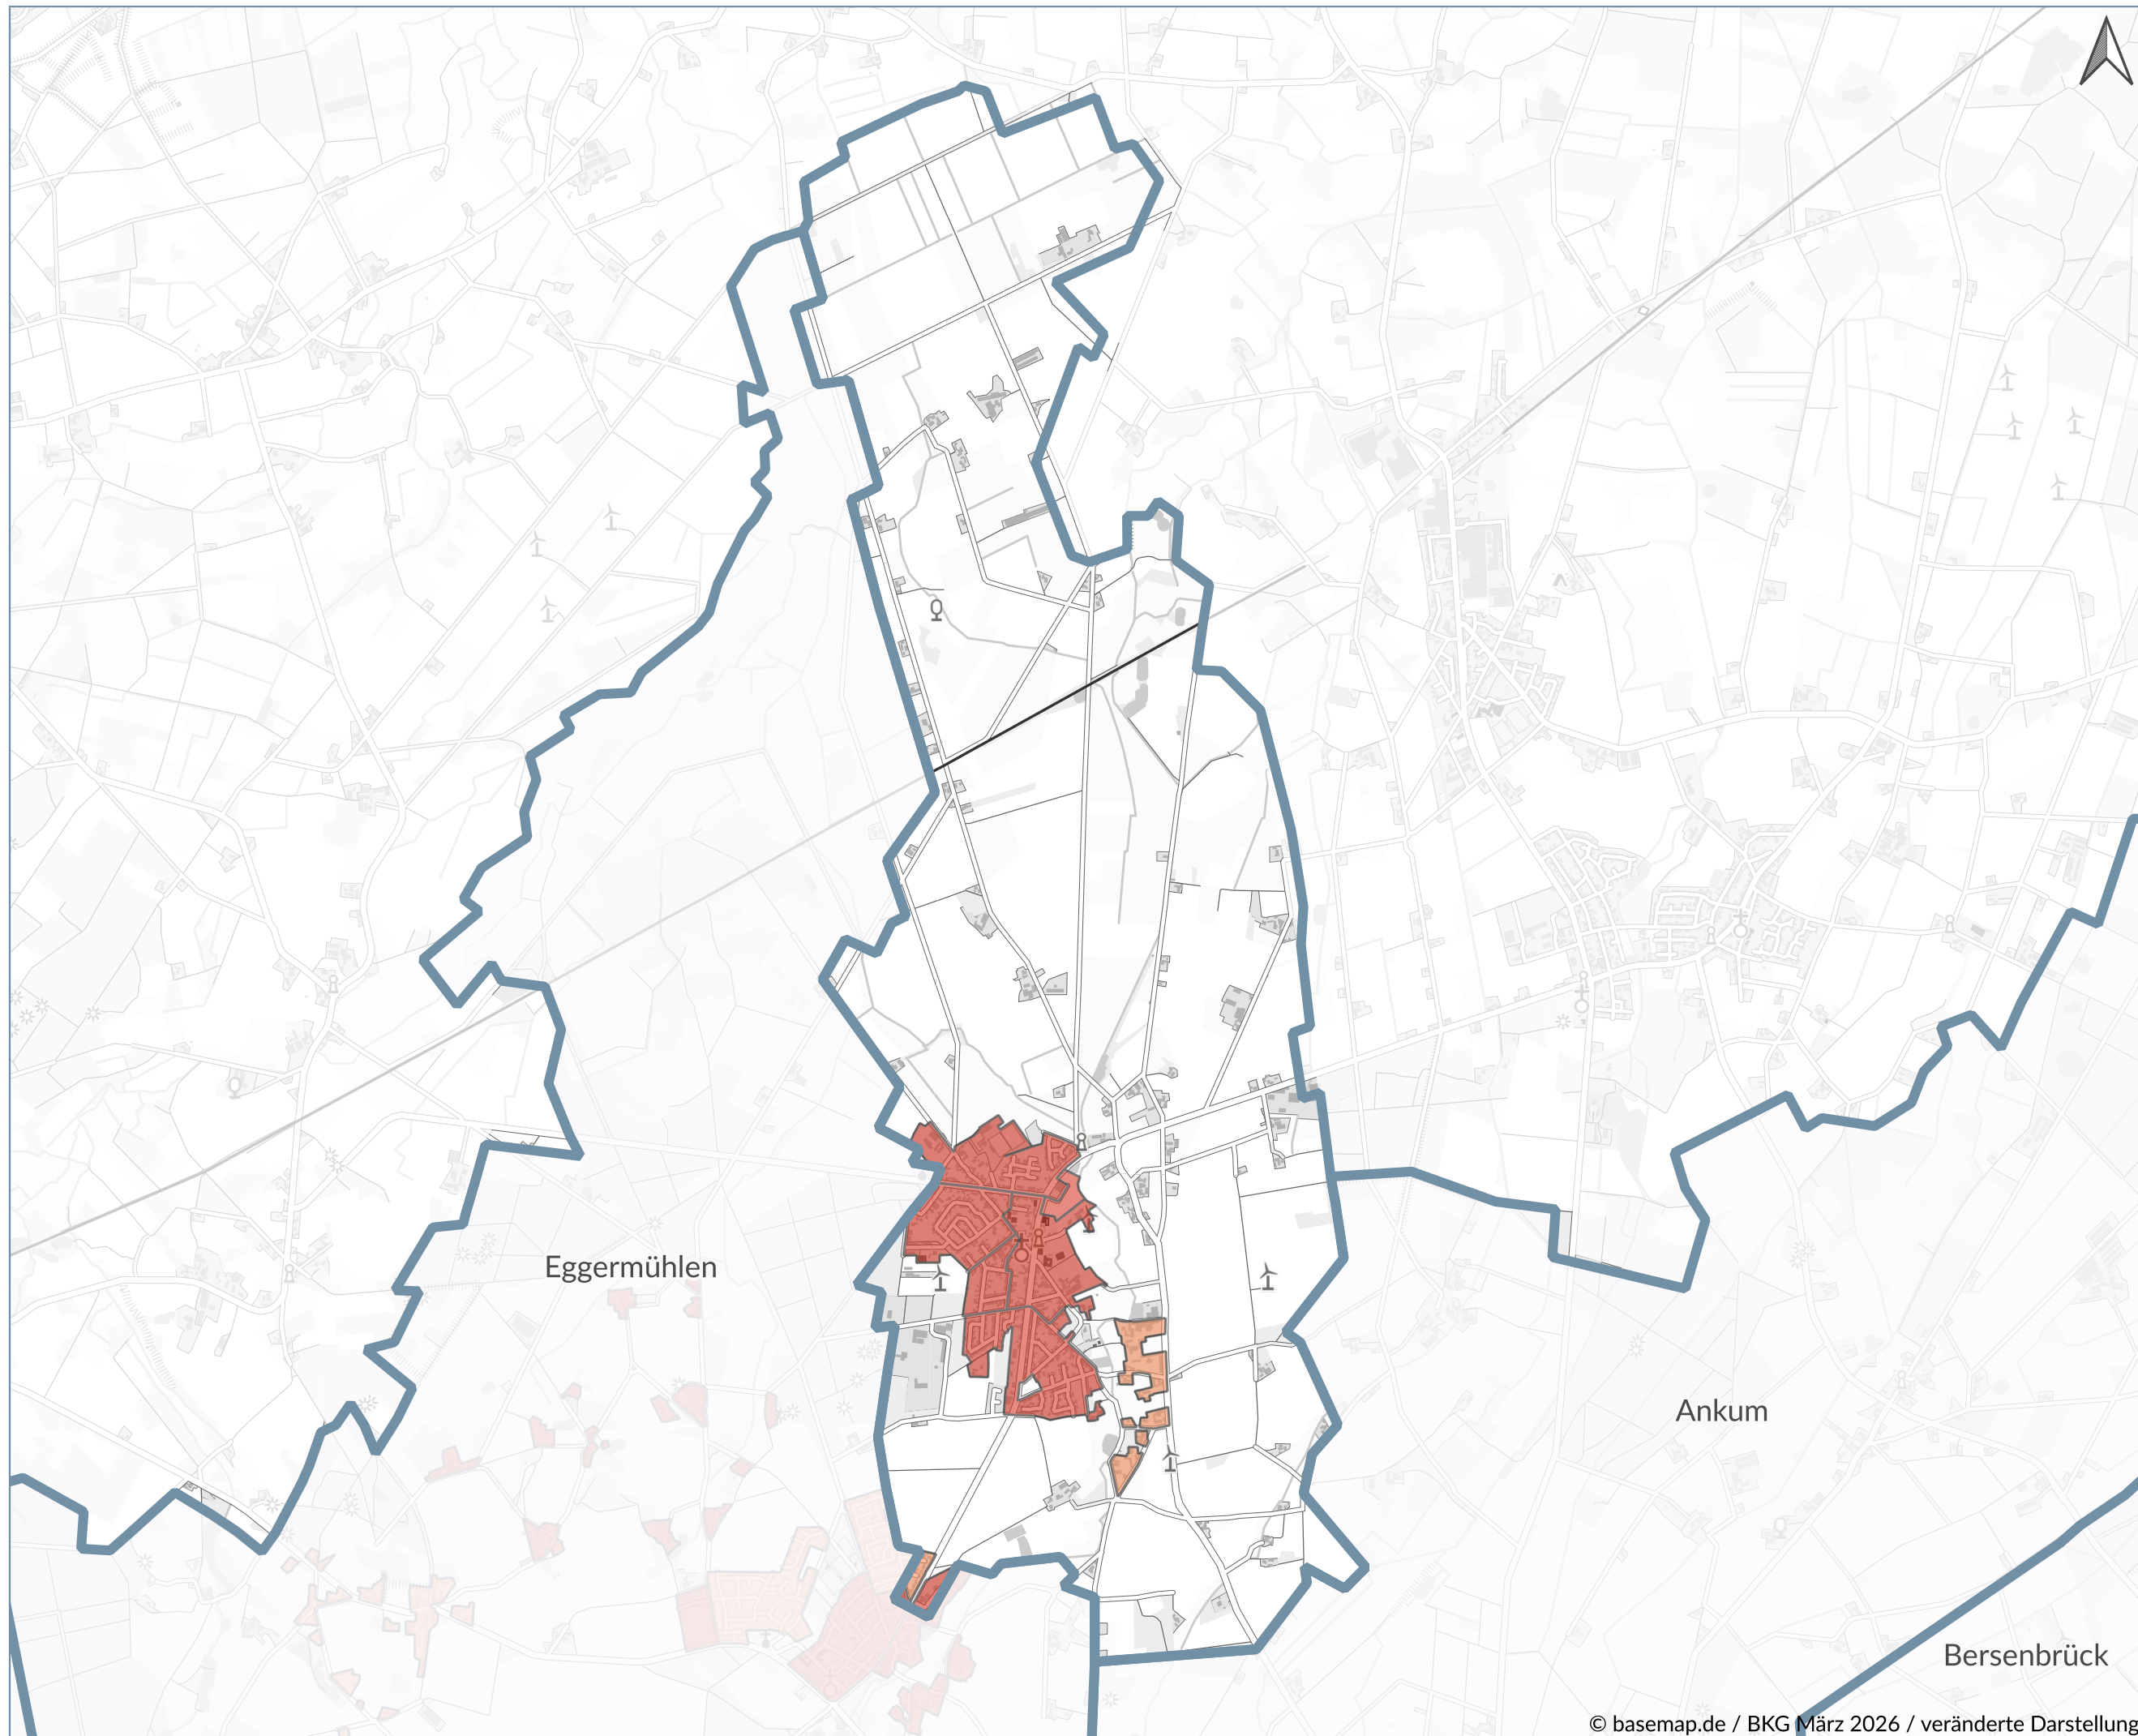 Eggermühlen
Ankum
Bersenbrück
© basemap.de / BKG März 2026 / veränderte Darstellung